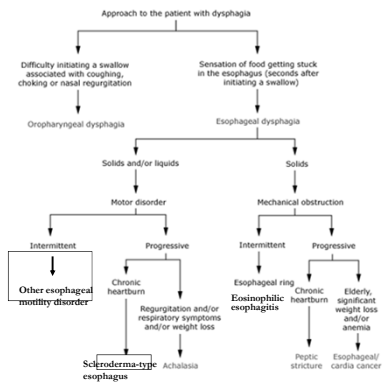 Approach to the patient with dysphagia
Difficulty initiating a swallow
associated with coughing,
choking or nasal regurgitation
Sensation of food getting stuck
in the esophagus (seconds after
initiating a swallow)
Oropharyngeal dysphagia
Esophageal dysphagia
Solids and/or liquids
Solids
Motor disorder
Mechanical obstruction
Intermittent
Progressive
Intermittent
Progressive
Other esophageal
motility disorder
Chronic
heartburn
Regurgitation and/or
respiratory symptoms
and/or weight loss
Esophageal ring
Eosinophilic
esophagitis
Chronic
heartburn
Elderly,
significant
weight loss
and/or
anemia
Scleroderma-type
esophagus
Achalasia
Peptic
stricture
Esophageal/
cardia cancer